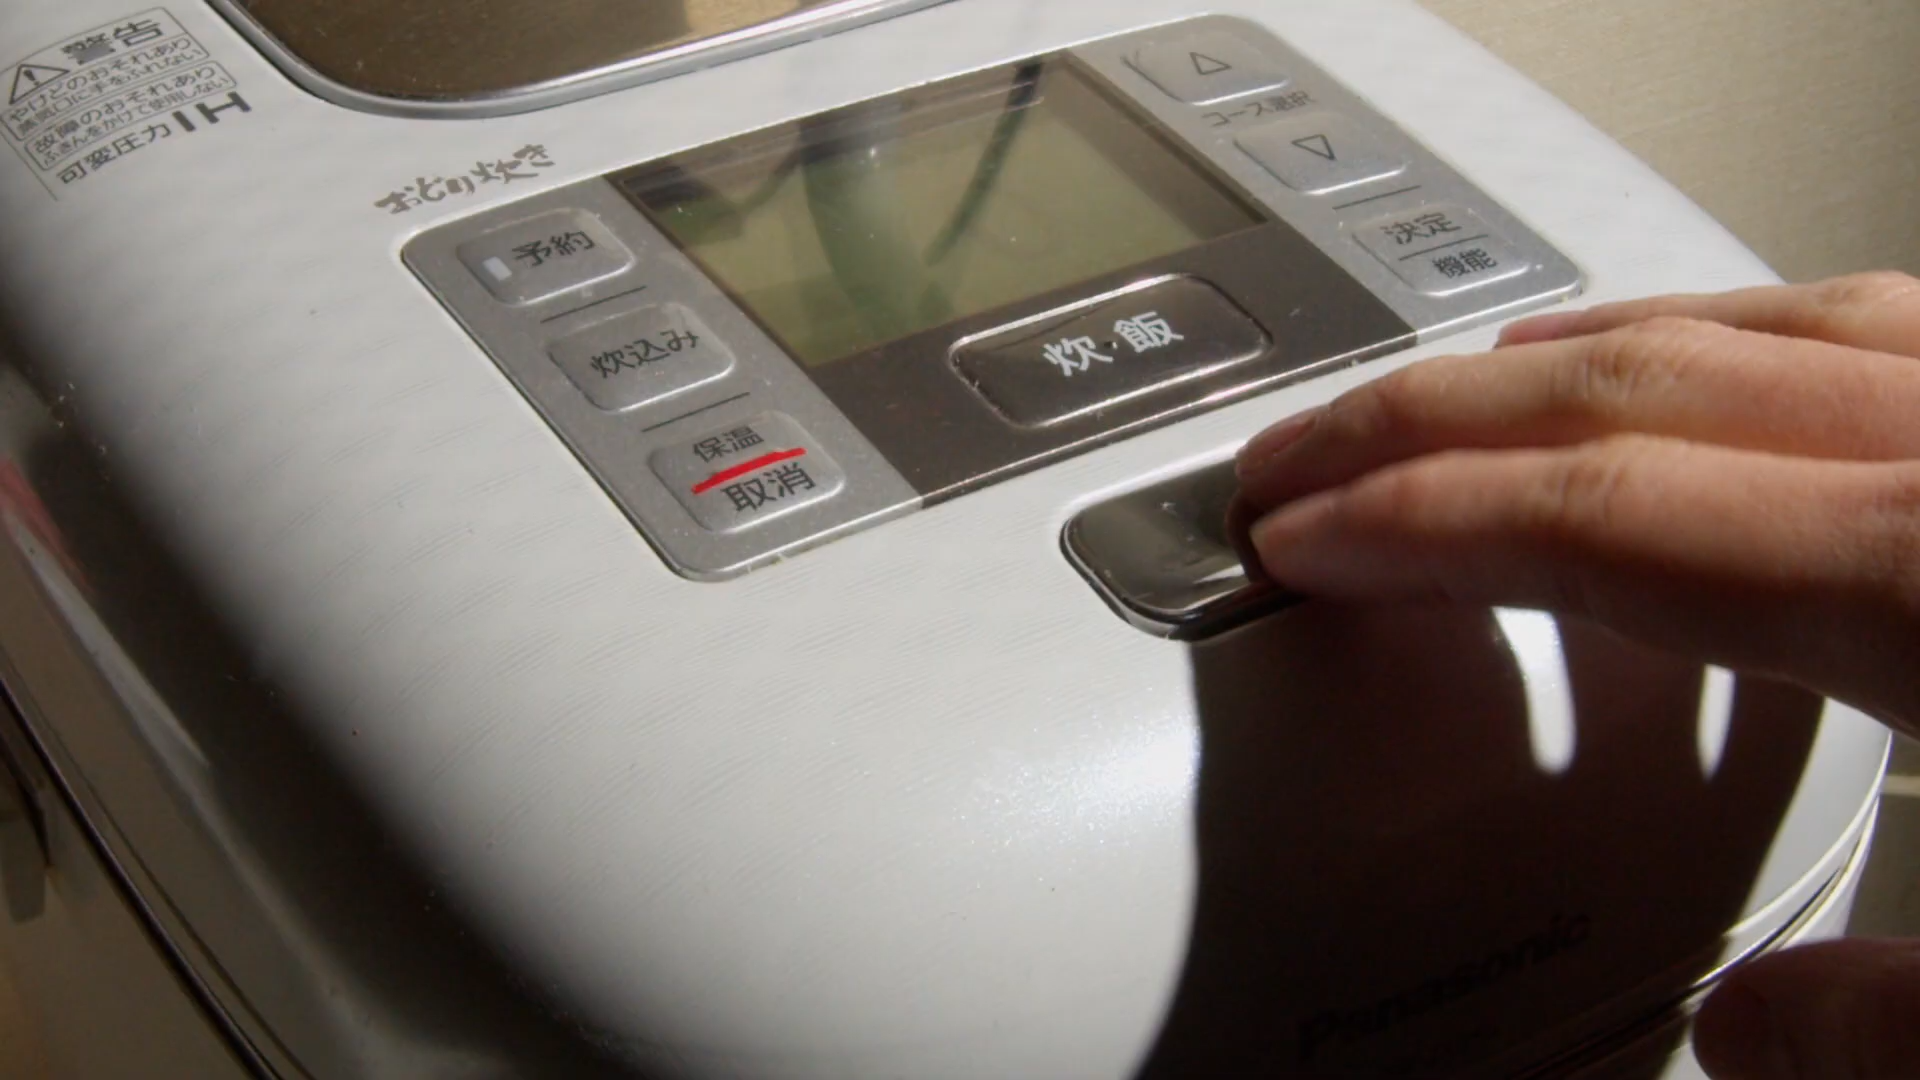 警告
やけどのおそれあり
蒸気口に手をふれない
故障のおそれあり
ふきんをかけて使用しない
可変圧力IH
おどり炊き
予約
炊込み
保温
取消
炊・飯
コース選択
決定
機能
Panasonic